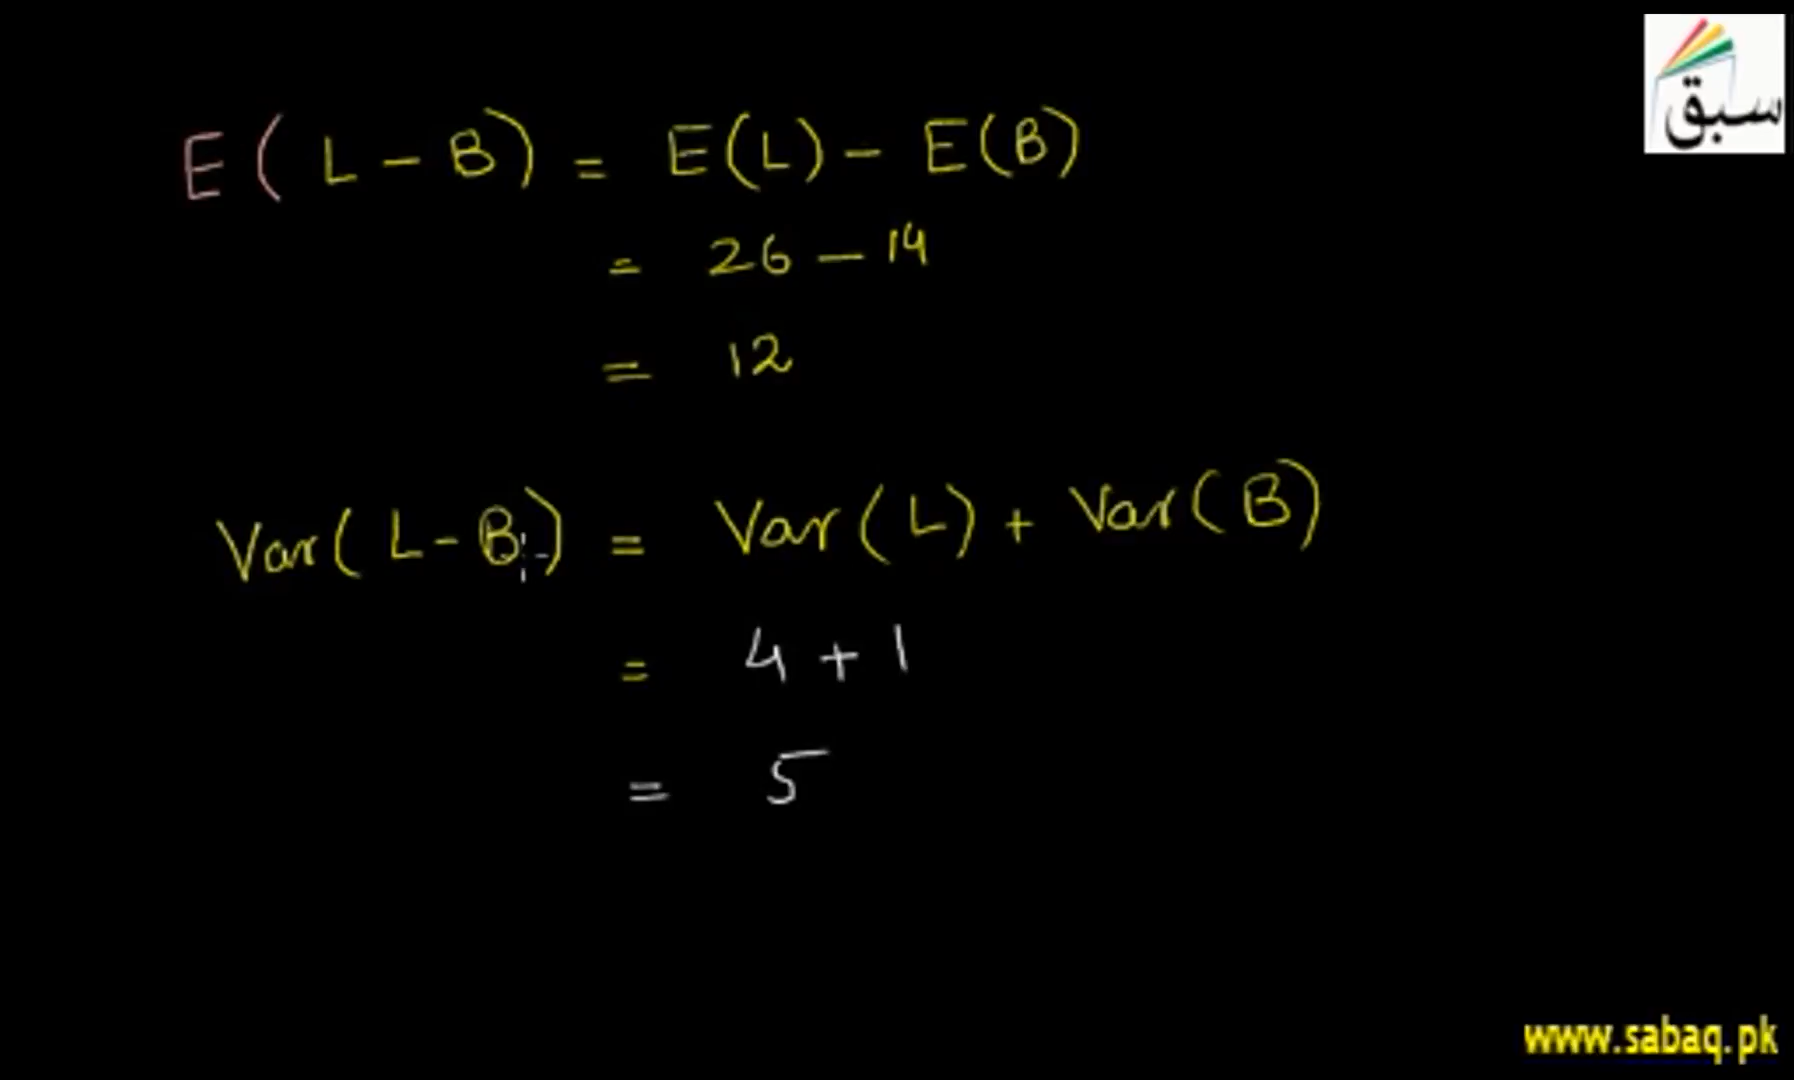 سبق
E( L - B ) = E(L) - E(B)
= 26 - 14
= 12
Var( L - B ) = Var( L ) + Var( B )
= 4 + 1
= 5
www.sabaq.pk